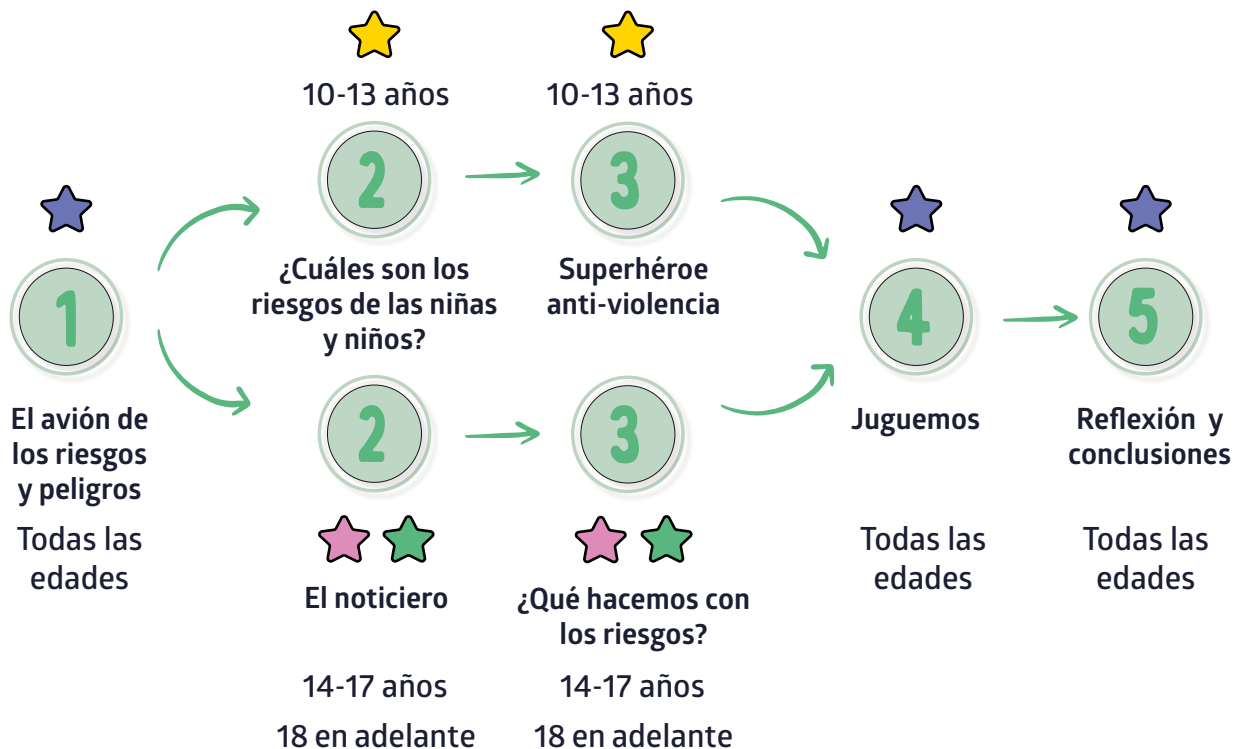 1
El avión de
los riesgos
y peligros
Todas las
edades
10-13 años
2
¿Cuáles son los
riesgos de las niñas
y niños?
10-13 años
3
Superhéroe
anti-violencia
2
El noticiero
14-17 años
18 en adelante
3
¿Qué hacemos con
los riesgos?
14-17 años
18 en adelante
4
Juguemos
Todas las
edades
5
Reflexión y
conclusiones
Todas las
edades